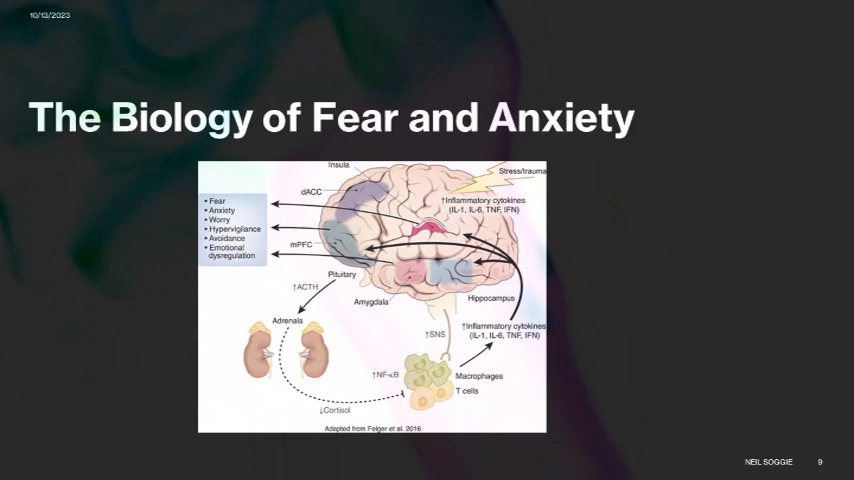 10/13/2023
The Biology of Fear and Anxiety
Insula
Stress/trauma
dACC
↑Inflammatory cytokines
(IL-1, IL-6, TNF, IFN)
• Fear
• Anxiety
• Worry
• Hypervigilance
• Avoidance
• Emotional
dysregulation
mPFC
Pituitary
↑ACTH
Amygdala
Hippocampus
Adrenals
↑Inflammatory cytokines
(IL-1, IL-6, TNF, IFN)
↑SNS
↑NF-κB
Macrophages
T cells
↓Cortisol
Adapted from Felger et al. 2016
NEIL SOGGIE
9